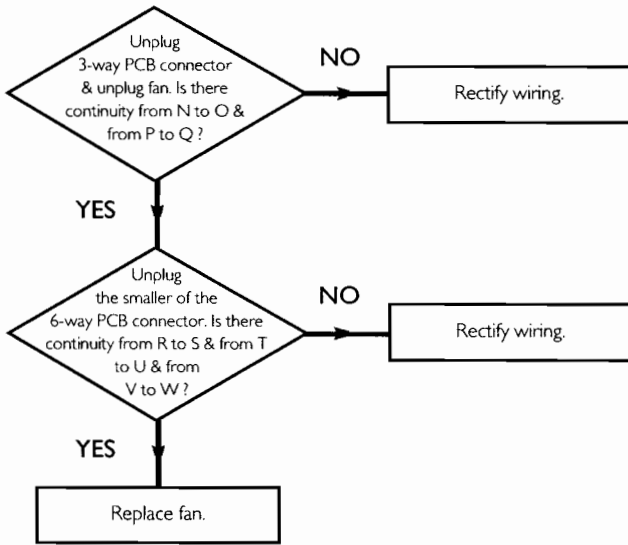 Unplug
3-way PCB connector
& unplug fan. Is there
continuity from N to O &
from P to Q ?
NO
Rectify wiring.
YES
Unplug
the smaller of the
6-way PCB connector. Is there
continuity from R to S & from T
to U & from
V to W ?
NO
Rectify wiring.
YES
Replace fan.